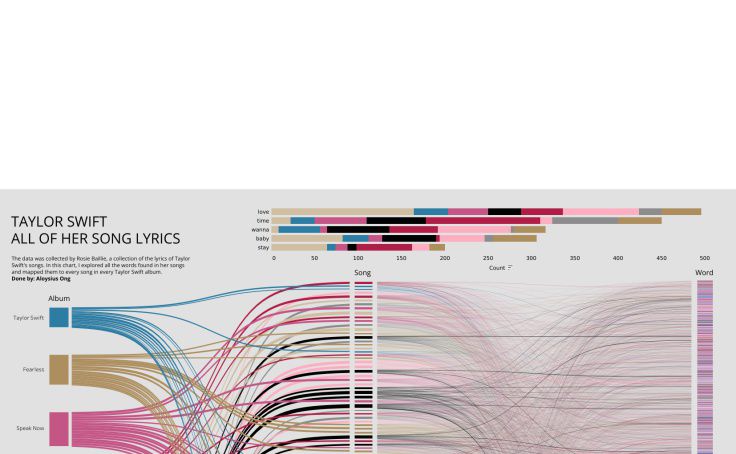 TAYLOR SWIFT
ALL OF HER SONG LYRICS
The data was collected by Rosie Baillie, a collection of the lyrics of Taylor
Swift's songs. In this chart, I explored all the words found in her songs
and mapped them to every song in every Taylor Swift album.
Done by: Aloysius Ong
love
time
wanna
baby
stay
0 50 100 150 200 250 300 350 400 450 500
Count
Album
Song
Word
Taylor Swift
Fearless
Speak Now